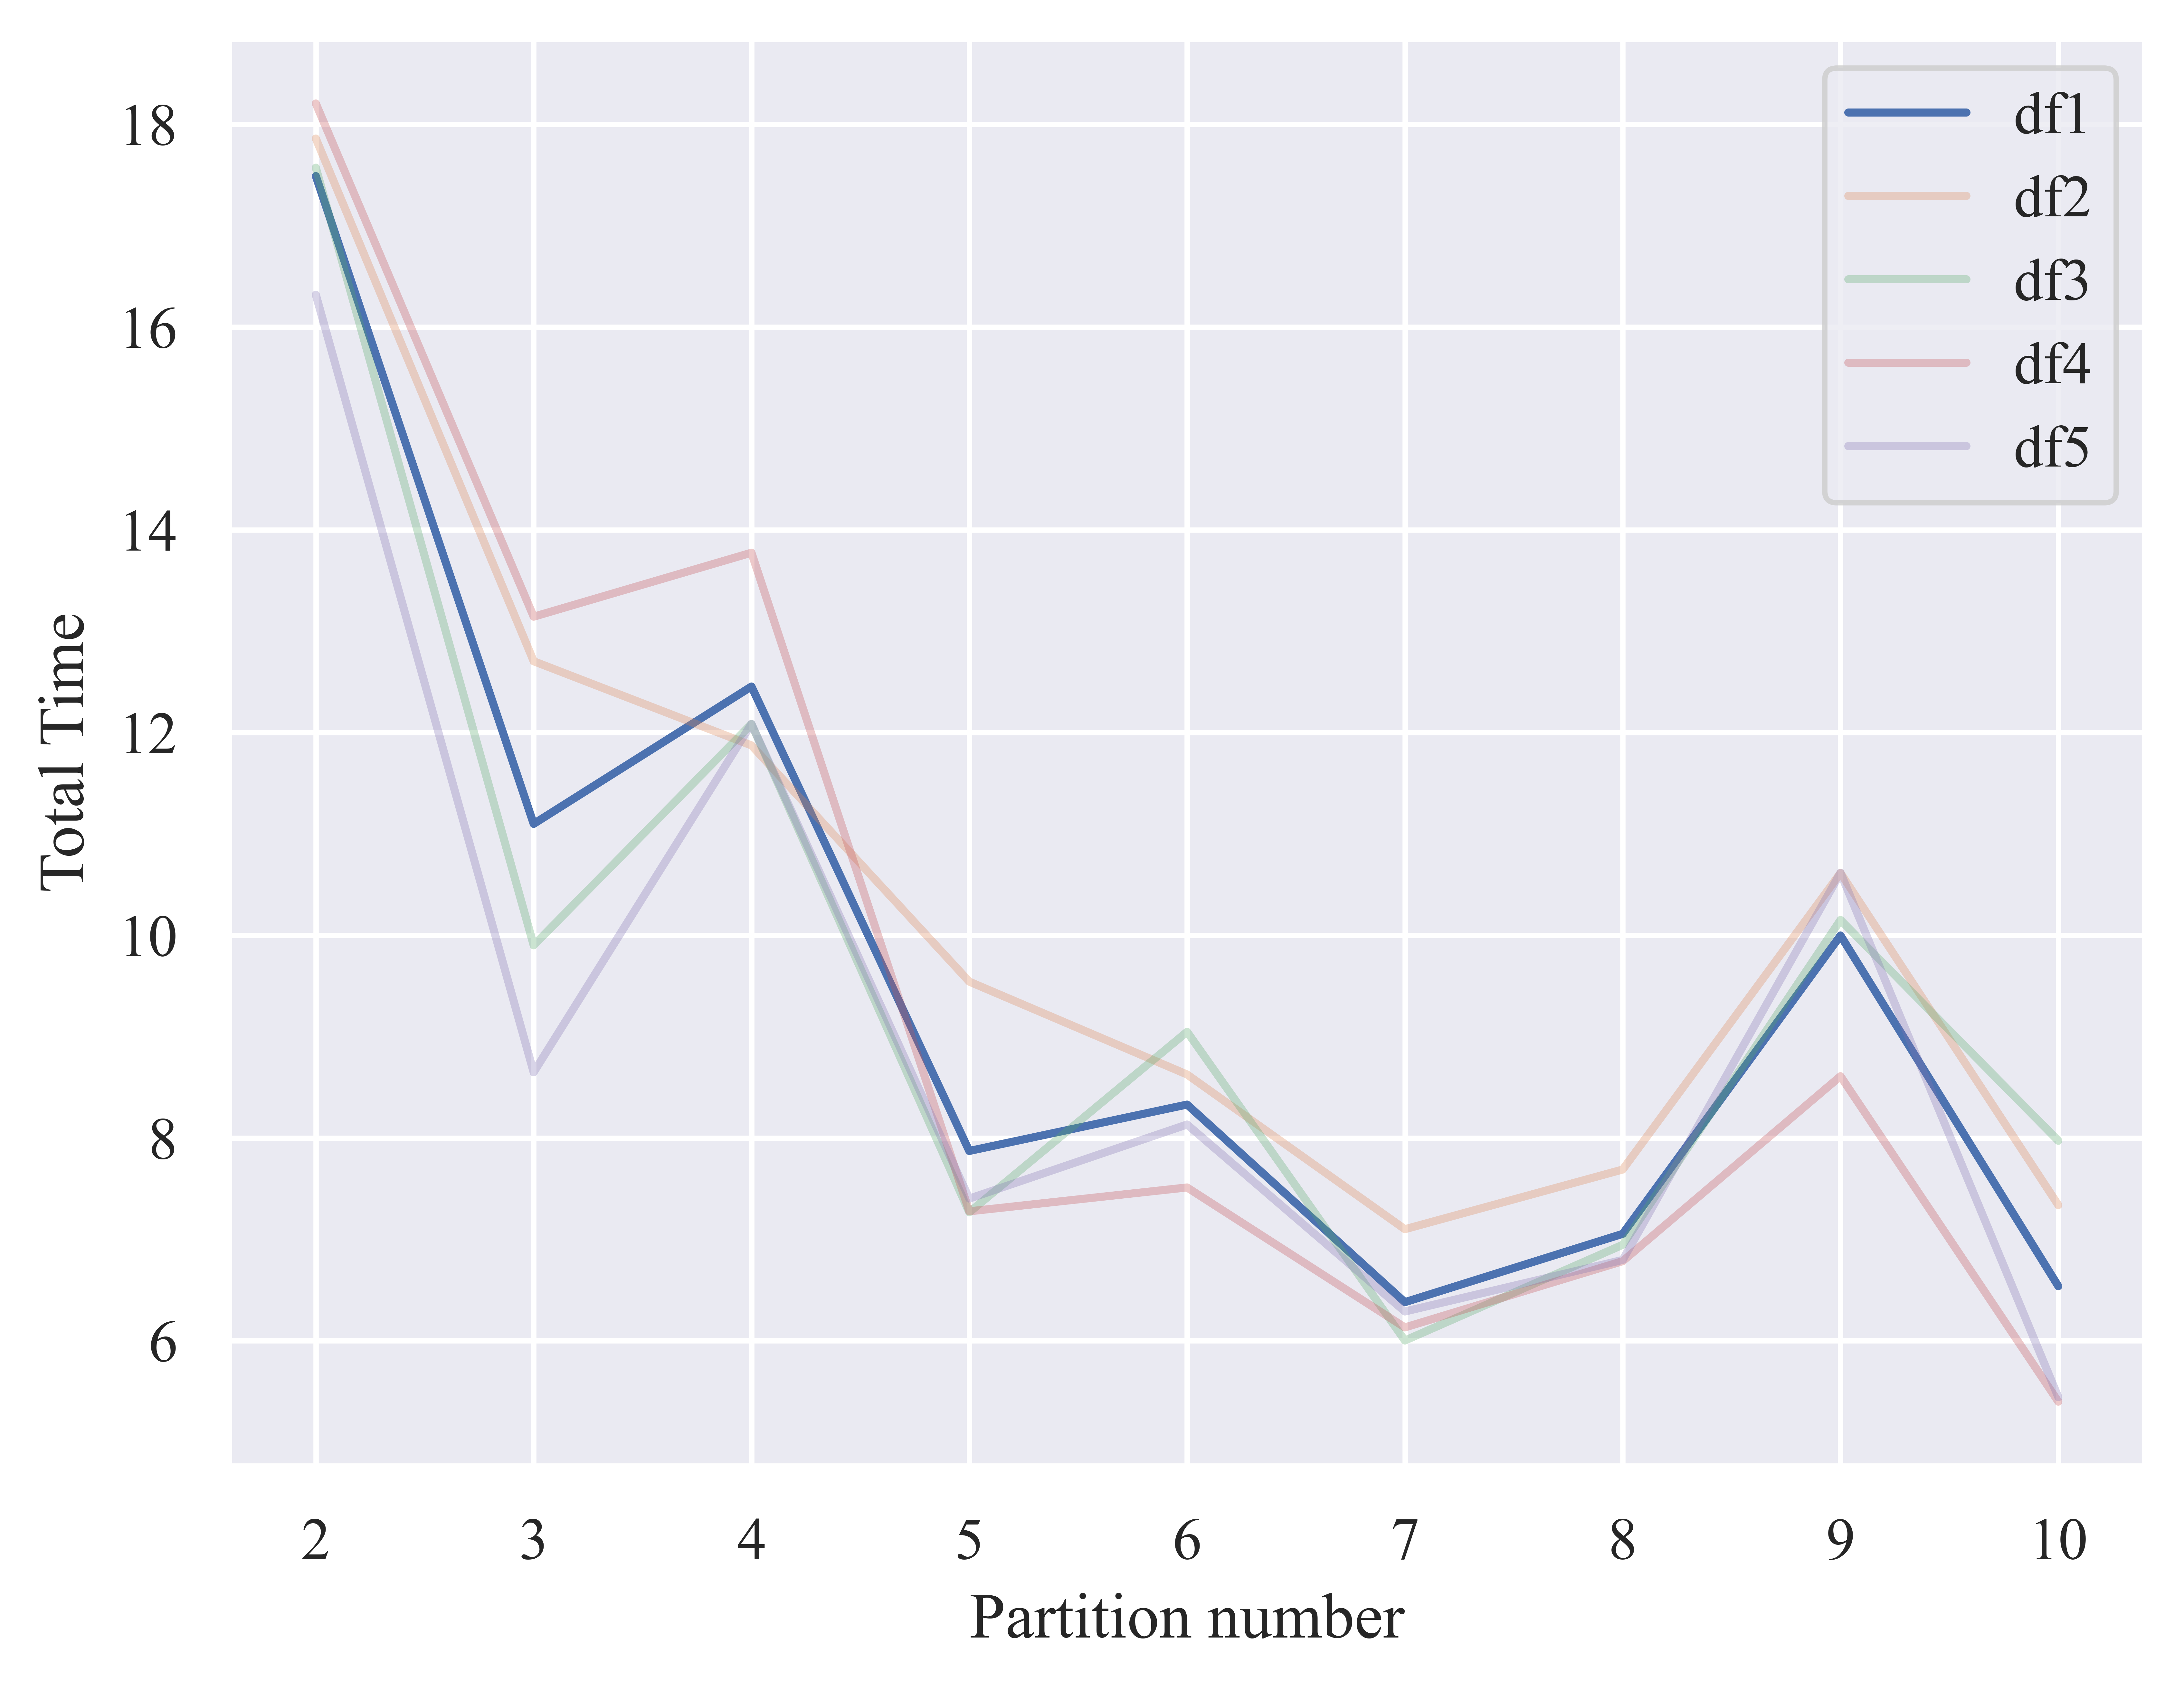 18
16
14
12
10
8
6
Total Time
df1
df2
df3
df4
df5
2 3 4 5 6 7 8 9 10
Partition number